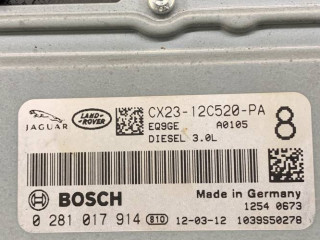 JAGUAR
LAND-
ROVER
CX23-12C520-PA
EQ9GE A0105
DIESEL 3.0L
8
BOSCH
Made in Germany
1254 0673
0 281 017 914 810 12-03-12 1039S50278